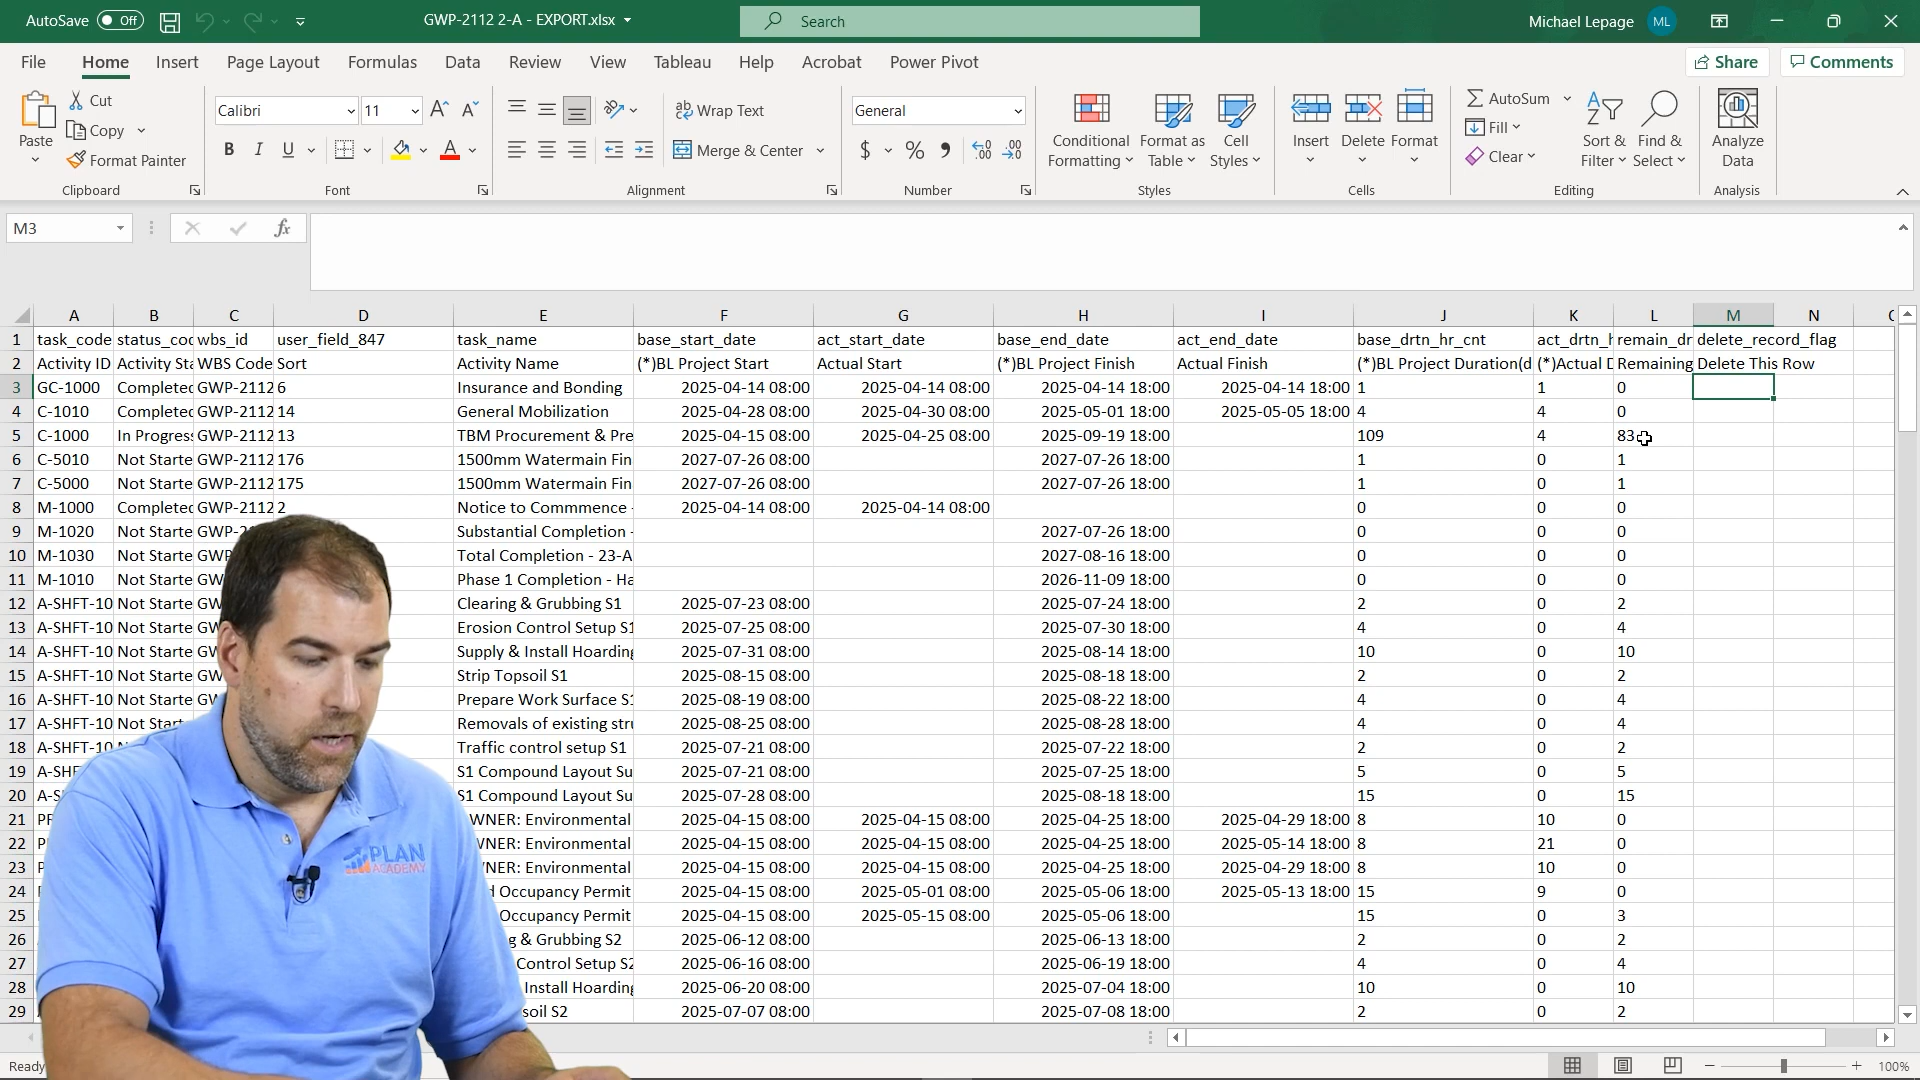 AutoSave Off GWP-2112 2-A - EXPORT.xlsx Search Michael Lepage ML
File Home Insert Page Layout Formulas Data Review View Tableau Help Acrobat Power Pivot Share Comments
Paste Cut Copy Format Painter Clipboard
Calibri 11 B I U A Font
Wrap Text Merge & Center Alignment
General $ % Number
Conditional Formatting Format as Table Cell Styles Styles
Insert Delete Format Cells
AutoSum Fill Clear Sort & Filter Find & Select Editing
Analyze Data Analysis
M3 fx
A B C D E F G H I J K L M N
1 task_code status_co wbs_id user_field_847 task_name base_start_date act_start_date base_end_date act_end_date base_drtn_hr_cnt act_drtn_h remain_dr delete_record_flag
2 Activity ID Activity Sta WBS Code Sort Activity Name (*)BL Project Start Actual Start (*)BL Project Finish Actual Finish (*)BL Project Duration(d (*)Actual D Remaining Delete This Row
3 GC-1000 Completed GWP-2112 6 Insurance and Bonding 2025-04-14 08:00 2025-04-14 08:00 2025-04-14 18:00 2025-04-14 18:00 1 1 0
4 C-1010 Completed GWP-2112 14 General Mobilization 2025-04-28 08:00 2025-04-30 08:00 2025-05-01 18:00 2025-05-05 18:00 4 4 0
5 C-1000 In Progress GWP-2112 13 TBM Procurement & Pre 2025-04-15 08:00 2025-04-25 08:00 2025-09-19 18:00 109 4 83
6 C-5010 Not Starte GWP-2112 176 1500mm Watermain Fin 2027-07-26 08:00 2027-07-26 18:00 1 0 1
7 C-5000 Not Starte GWP-2112 175 1500mm Watermain Fin 2027-07-26 08:00 2027-07-26 18:00 1 0 1
8 M-1000 Completed GWP-2112 2 Notice to Commmence - 2025-04-14 08:00 2025-04-14 08:00 0 0 0
9 M-1020 Not Starte Substantial Completion - 2027-07-26 18:00 0 0 0
10 M-1030 Not Starte GWP Total Completion - 23-A 2027-08-16 18:00 0 0 0
11 M-1010 Not Starte GW Phase 1 Completion - Ha 2026-11-09 18:00 0 0 0
12 A-SHFT-10 Not Starte GW Clearing & Grubbing S1 2025-07-23 08:00 2025-07-24 18:00 2 0 2
13 A-SHFT-10 Not Starte GW Erosion Control Setup S1 2025-07-25 08:00 2025-07-30 18:00 4 0 4
14 A-SHFT-10 Not Starte GW Supply & Install Hoarding 2025-07-31 08:00 2025-08-14 18:00 10 0 10
15 A-SHFT-10 Not Starte GW Strip Topsoil S1 2025-08-15 08:00 2025-08-18 18:00 2 0 2
16 A-SHFT-10 Not Starte GW Prepare Work Surface S1 2025-08-19 08:00 2025-08-22 18:00 4 0 4
17 A-SHFT-10 Not Start Removals of existing stru 2025-08-25 08:00 2025-08-28 18:00 4 0 4
18 A-SHFT-10 Traffic control setup S1 2025-07-21 08:00 2025-07-22 18:00 2 0 2
19 A-SHF S1 Compound Layout Su 2025-07-21 08:00 2025-07-25 18:00 5 0 5
20 A-S S1 Compound Layout Su 2025-07-28 08:00 2025-08-18 18:00 15 0 15
21 PF WNER: Environmental 2025-04-15 08:00 2025-04-15 08:00 2025-04-25 18:00 2025-04-29 18:00 8 10 0
22 WNER: Environmental 2025-04-15 08:00 2025-04-15 08:00 2025-04-25 18:00 2025-05-14 18:00 8 21 0
23 NER: Environmental 2025-04-15 08:00 2025-04-15 08:00 2025-04-25 18:00 2025-04-29 18:00 8 10 0
24 d Occupancy Permit 2025-04-15 08:00 2025-05-01 08:00 2025-05-06 18:00 2025-05-13 18:00 15 9 0
25 Occupancy Permit 2025-04-15 08:00 2025-05-15 08:00 2025-05-06 18:00 15 0 3
26 g & Grubbing S2 2025-06-12 08:00 2025-06-13 18:00 2 0 2
27 Control Setup S2 2025-06-16 08:00 2025-06-19 18:00 4 0 4
28 Install Hoarding 2025-06-20 08:00 2025-07-04 18:00 10 0 10
29 soil S2 2025-07-07 08:00 2025-07-08 18:00 2 0 2
PLAN
ACADEMY
Ready 100%